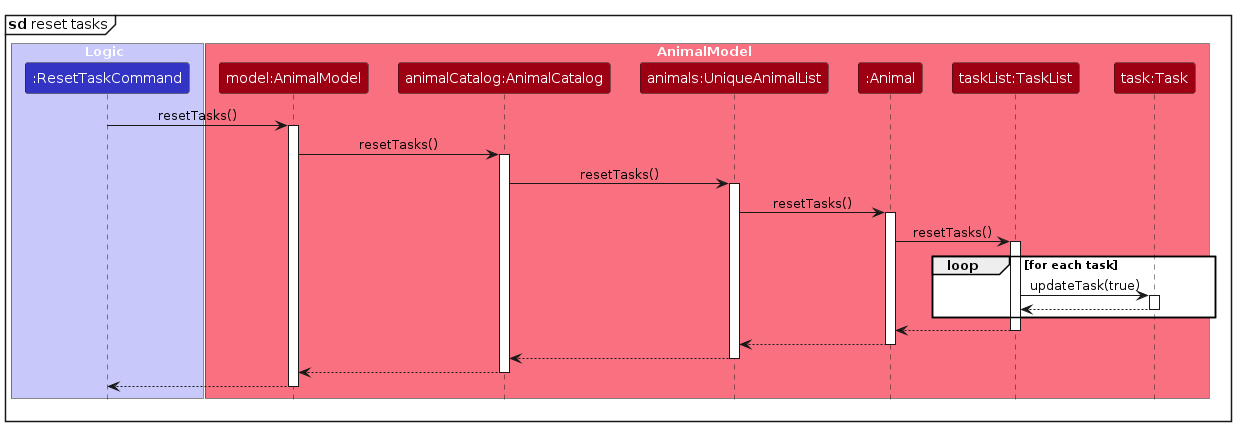 sd reset tasks
Logic
AnimalModel
:ResetTaskCommand
model:AnimalModel
animalCatalog:AnimalCatalog
animals:UniqueAnimalList
:Animal
taskList:TaskList
task:Task
resetTasks()
resetTasks()
resetTasks()
resetTasks()
resetTasks()
loop
[for each task]
updateTask(true)